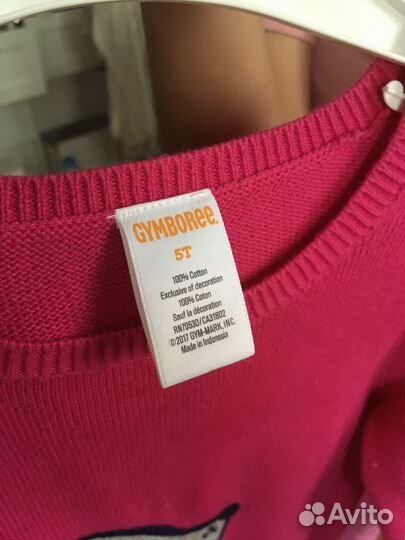 GYMBOREE.
5T
100% Cotton
Exclusive of decoration
100% Coton
Sauf la décoration
RN70530/CA31802
©2017 GYM-MARK, INC.
Made in Indonesia
Avito